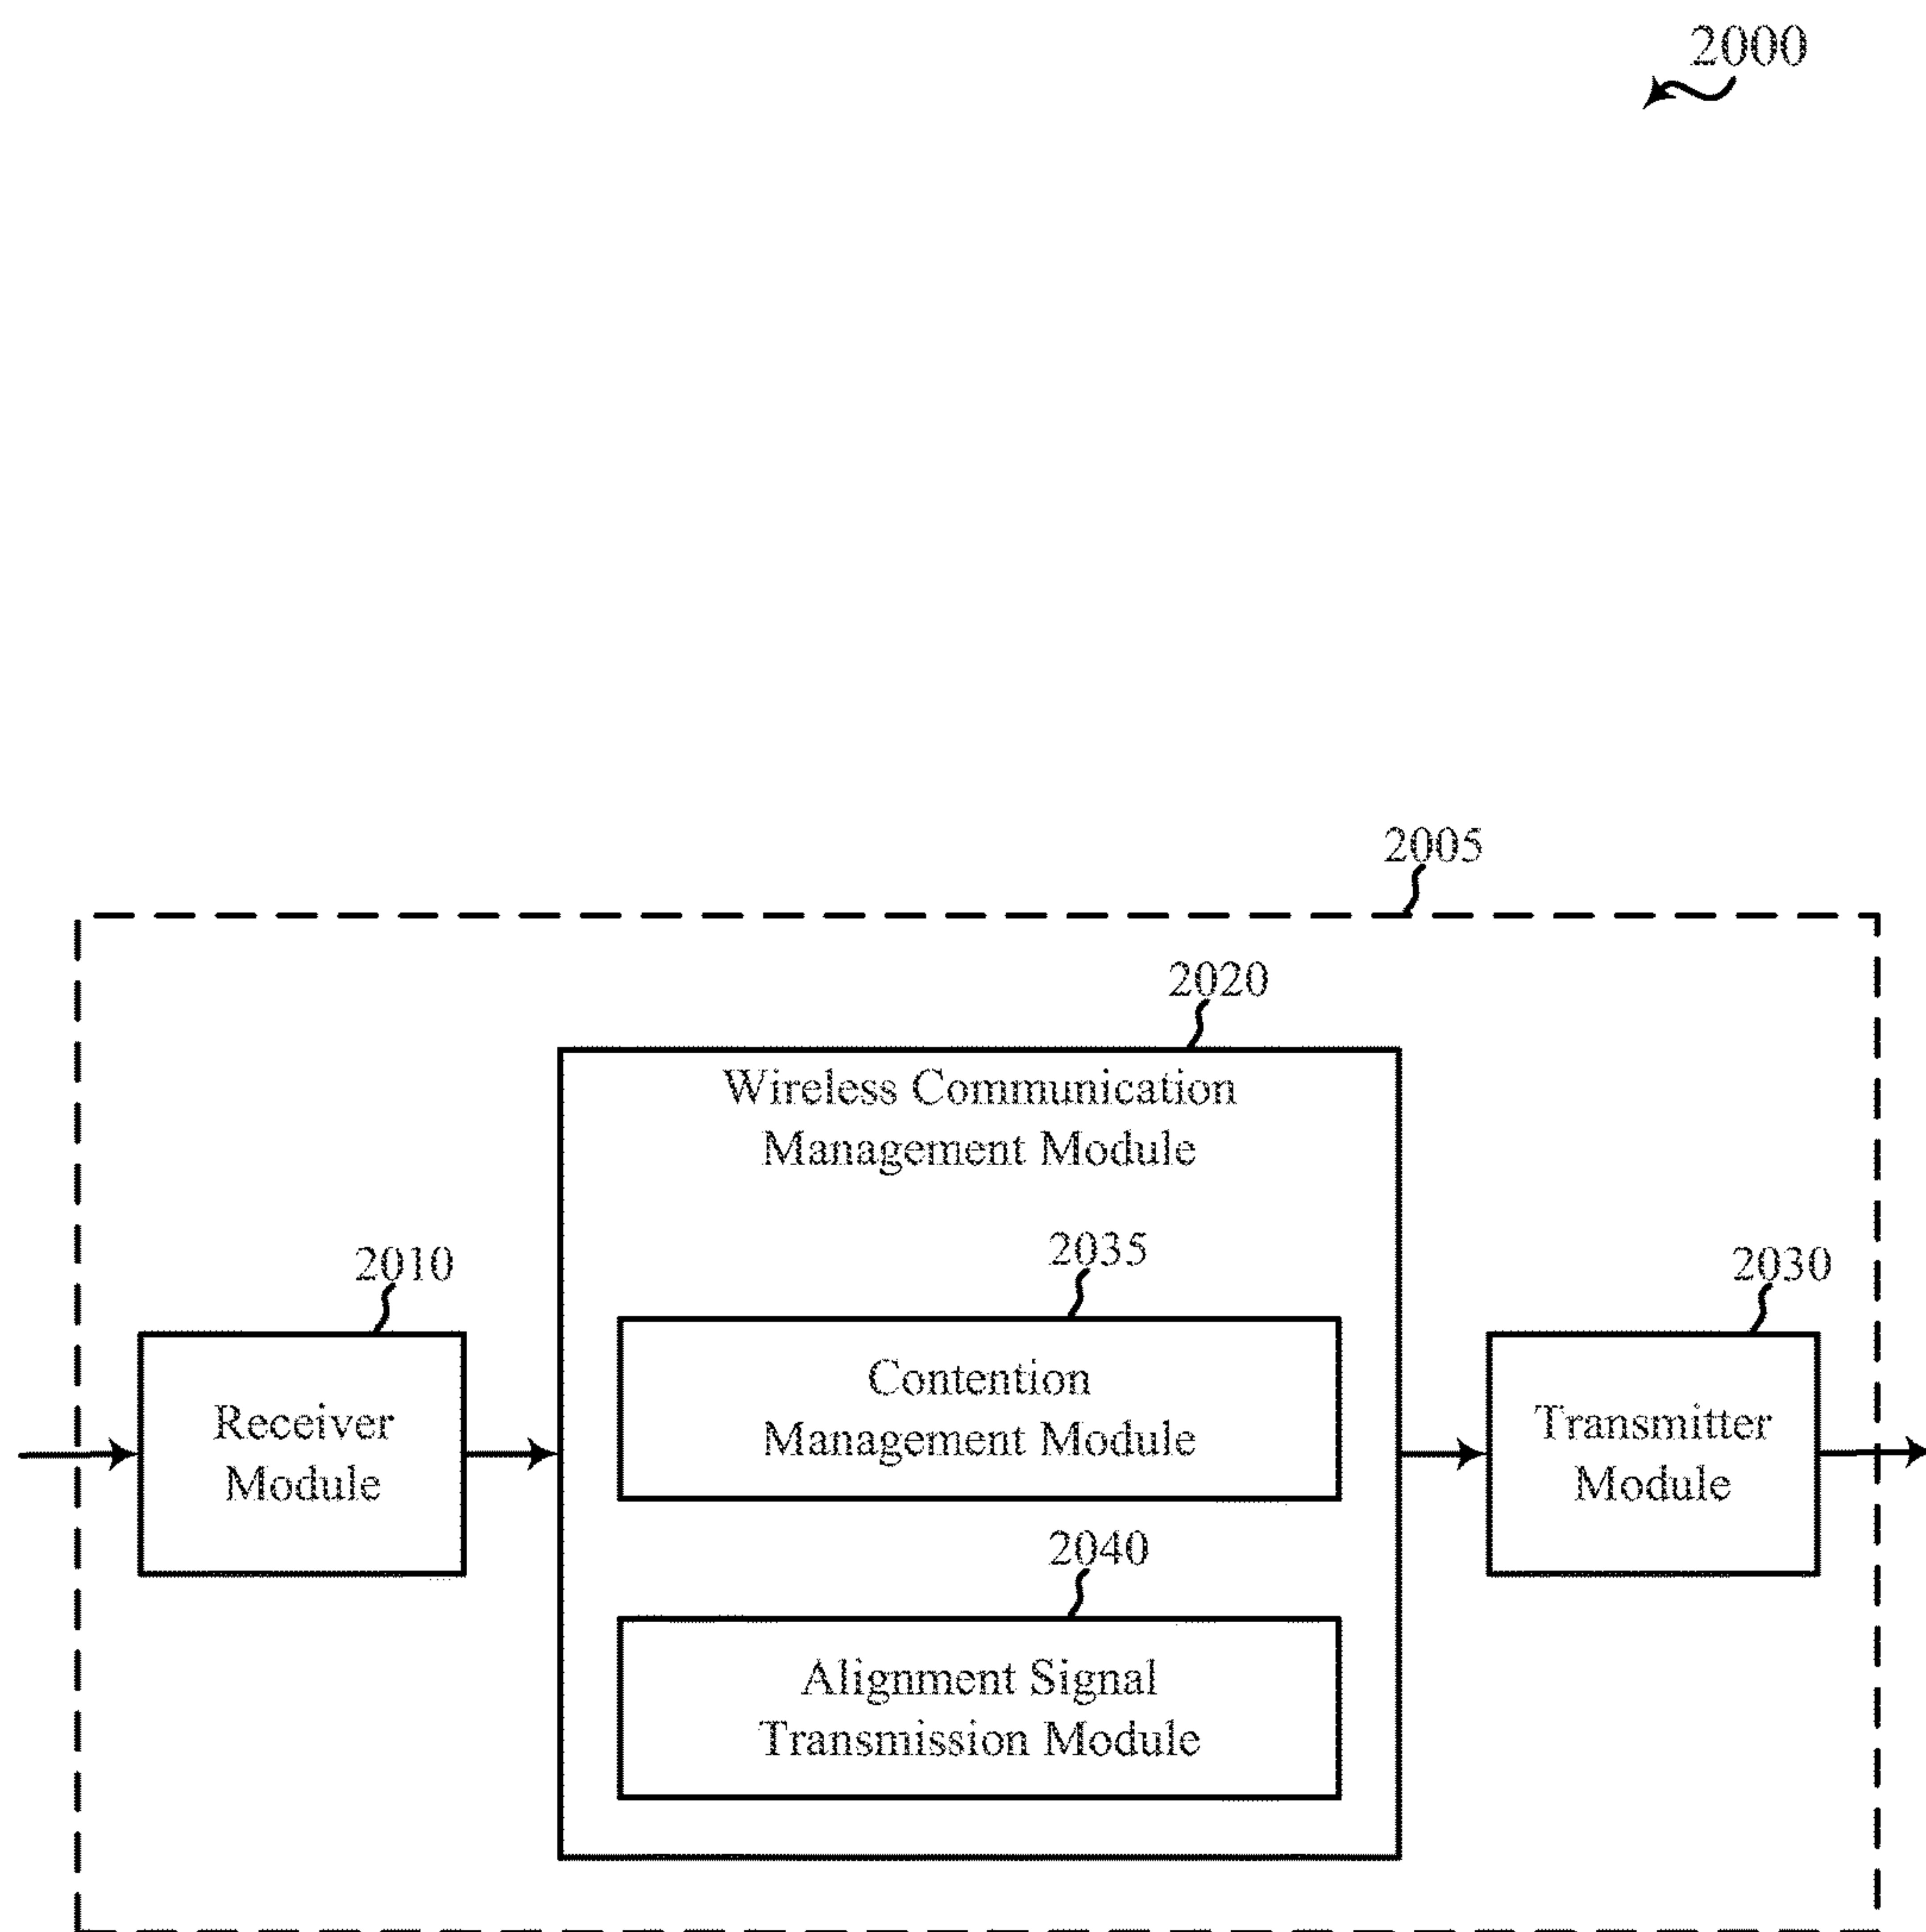 2000
2005
2020
Wireless Communication
Management Module
2010
2035
2030
Receiver
Module
Contention
Management Module
Transmitter
Module
2040
Alignment Signal
Transmission Module